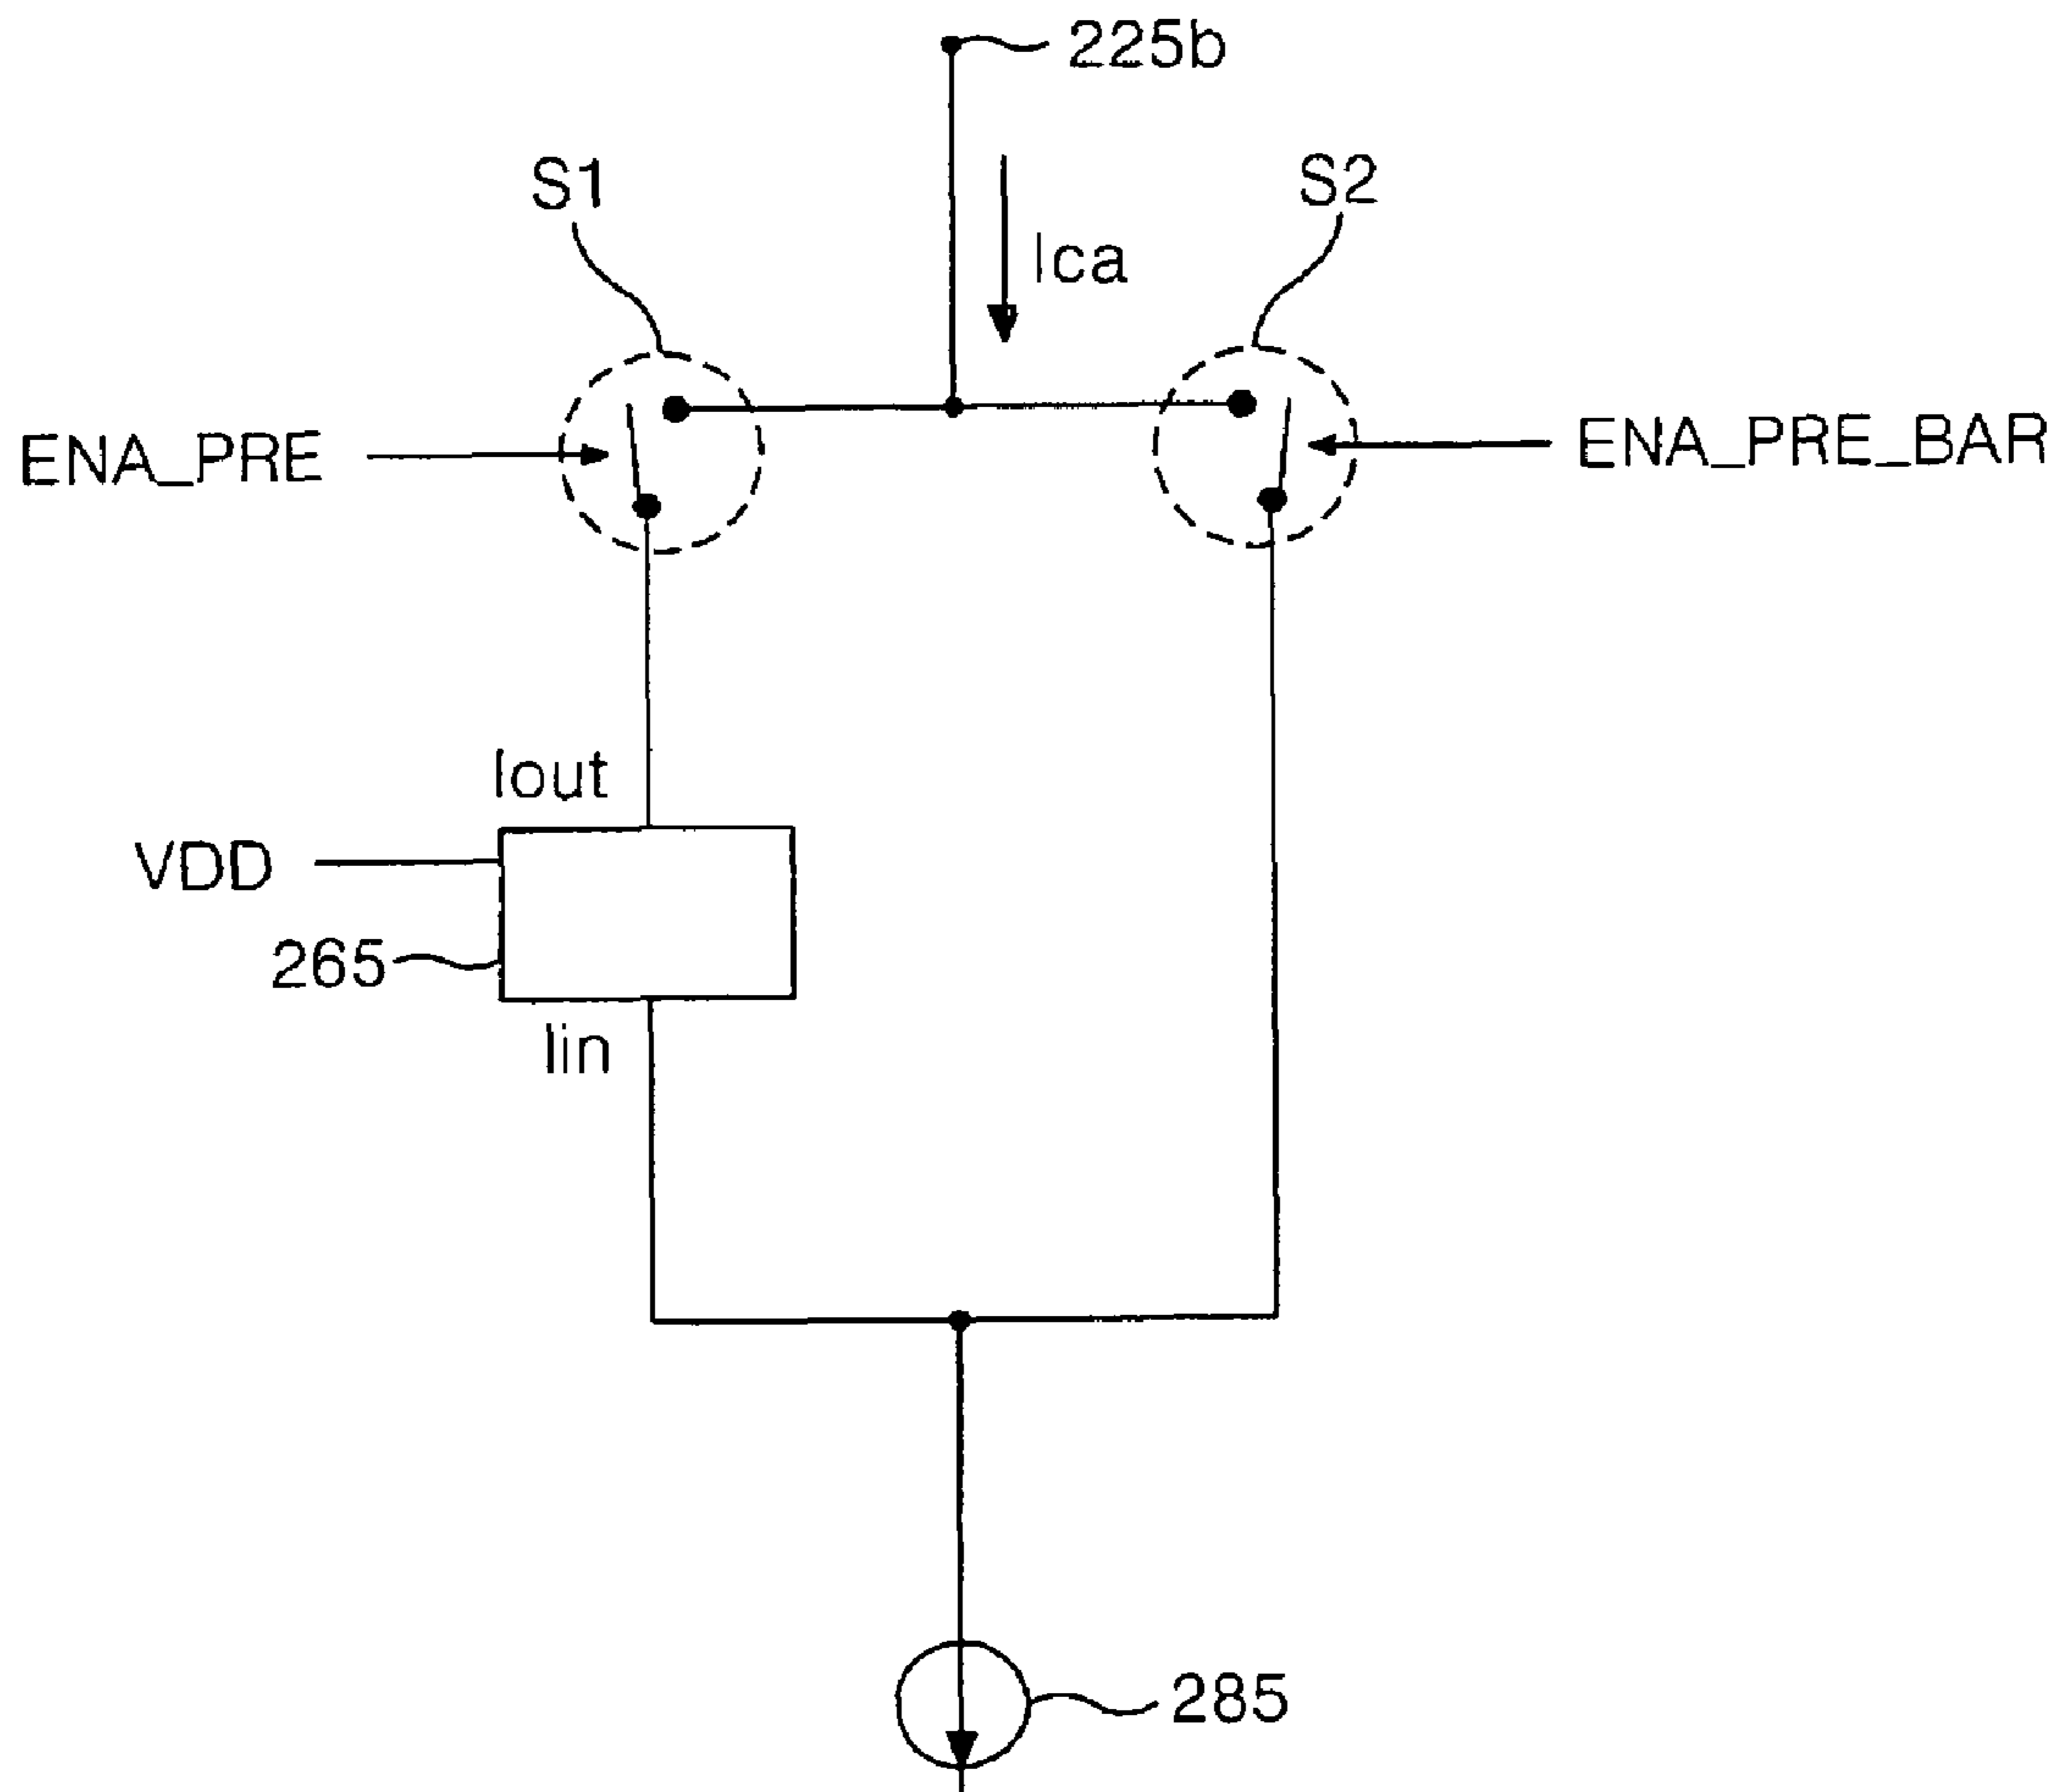 225b
S1
S2
Ica
ENA_PRE
ENA_PRE_BAR
Iout
VDD
265
Iin
285